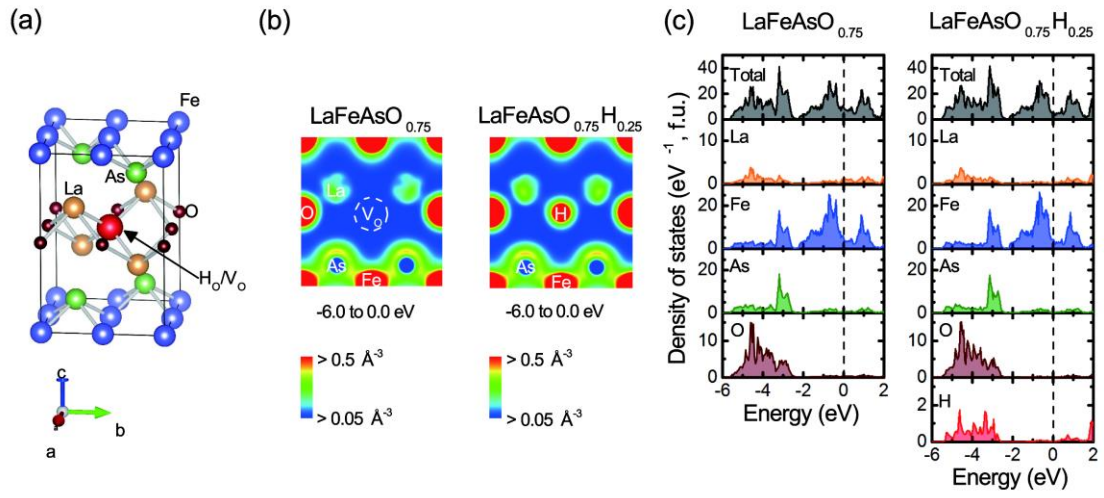 (a)
Fe
As
La
O
H_O/V_O
c
b
a
(b)
LaFeAsO_0.75
La
O
V_O
As
Fe
-6.0 to 0.0 eV
> 0.5 Å^-3
> 0.05 Å^-3
LaFeAsO_0.75H_0.25
H
As
Fe
-6.0 to 0.0 eV
> 0.5 Å^-3
> 0.05 Å^-3
(c)
LaFeAsO_0.75
Density of states (eV^-1, f.u.)
Total
40
20
0
La
10
0
Fe
20
0
As
20
0
O
10
0
-6 -4 -2 0 2
Energy (eV)
LaFeAsO_0.75H_0.25
Total
40
20
0
La
10
5
0
Fe
20
10
0
As
20
10
0
O
10
5
0
H
4
2
0
-6 -4 -2 0 2
Energy (eV)